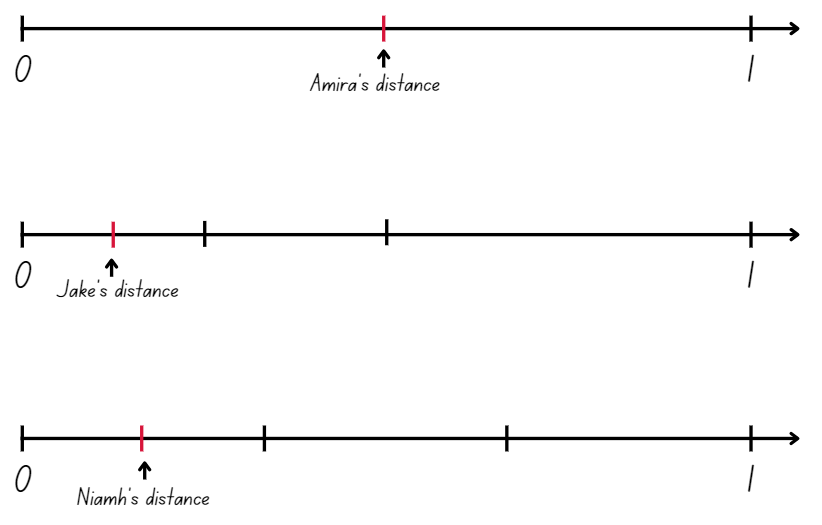 0 1
Amira's distance
0 1
Jake's distance
0 1
Niamh's distance